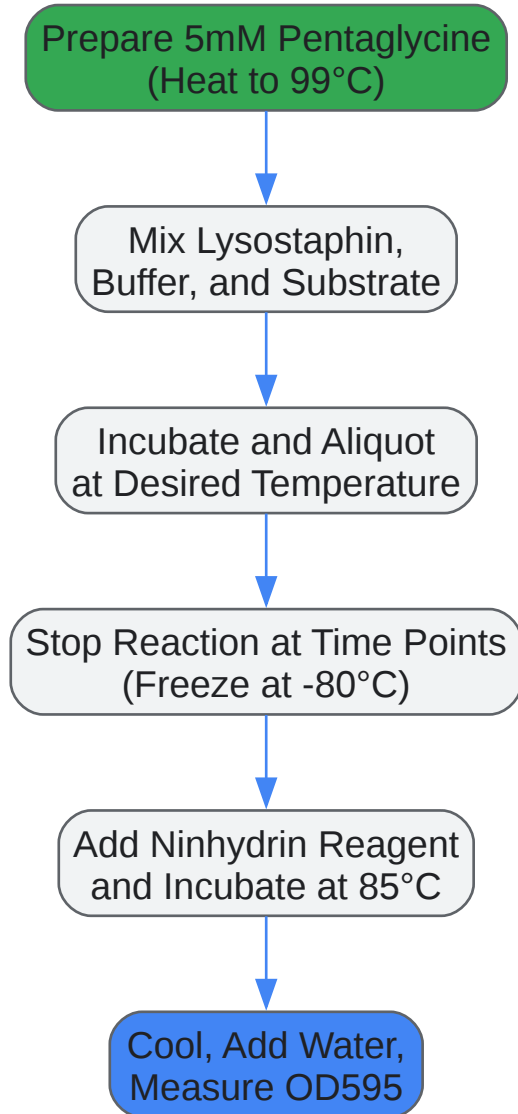 Prepare 5mM Pentaglycine
(Heat to 99°C)
Mix Lysostaphin,
Buffer, and Substrate
Incubate and Aliquot
at Desired Temperature
Stop Reaction at Time Points
(Freeze at -80°C)
Add Ninhydrin Reagent
and Incubate at 85°C
Cool, Add Water,
Measure OD595